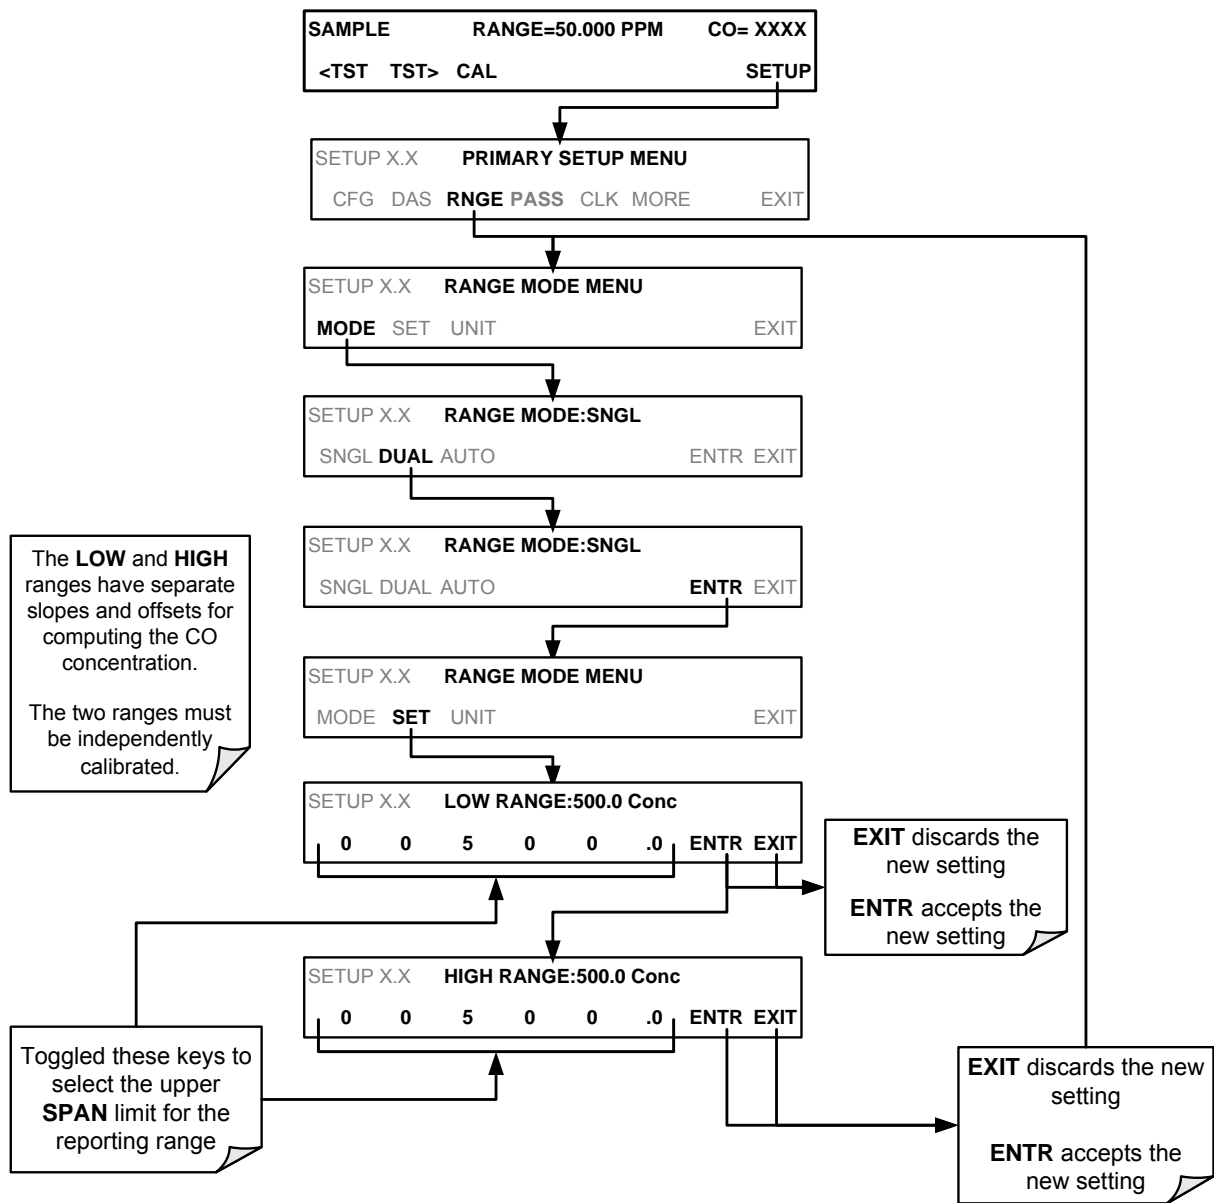 SAMPLE RANGE=50.000 PPM CO= XXXX
<TST TST> CAL SETUP
SETUP X.X PRIMARY SETUP MENU
CFG DAS RNGE PASS CLK MORE EXIT
SETUP X.X RANGE MODE MENU
MODE SET UNIT EXIT
SETUP X.X RANGE MODE:SNGL
SNGL DUAL AUTO ENTR EXIT
SETUP X.X RANGE MODE:SNGL
SNGL DUAL AUTO ENTR EXIT
The LOW and HIGH
ranges have separate
slopes and offsets for
computing the CO
concentration.
The two ranges must
be independently
calibrated.
SETUP X.X RANGE MODE MENU
MODE SET UNIT EXIT
SETUP X.X LOW RANGE:500.0 Conc
0 0 5 0 0 .0 ENTR EXIT
EXIT discards the
new setting
ENTR accepts the
new setting
SETUP X.X HIGH RANGE:500.0 Conc
0 0 5 0 0 .0 ENTR EXIT
Toggled these keys to
select the upper
SPAN limit for the
reporting range
EXIT discards the new
setting
ENTR accepts the
new setting